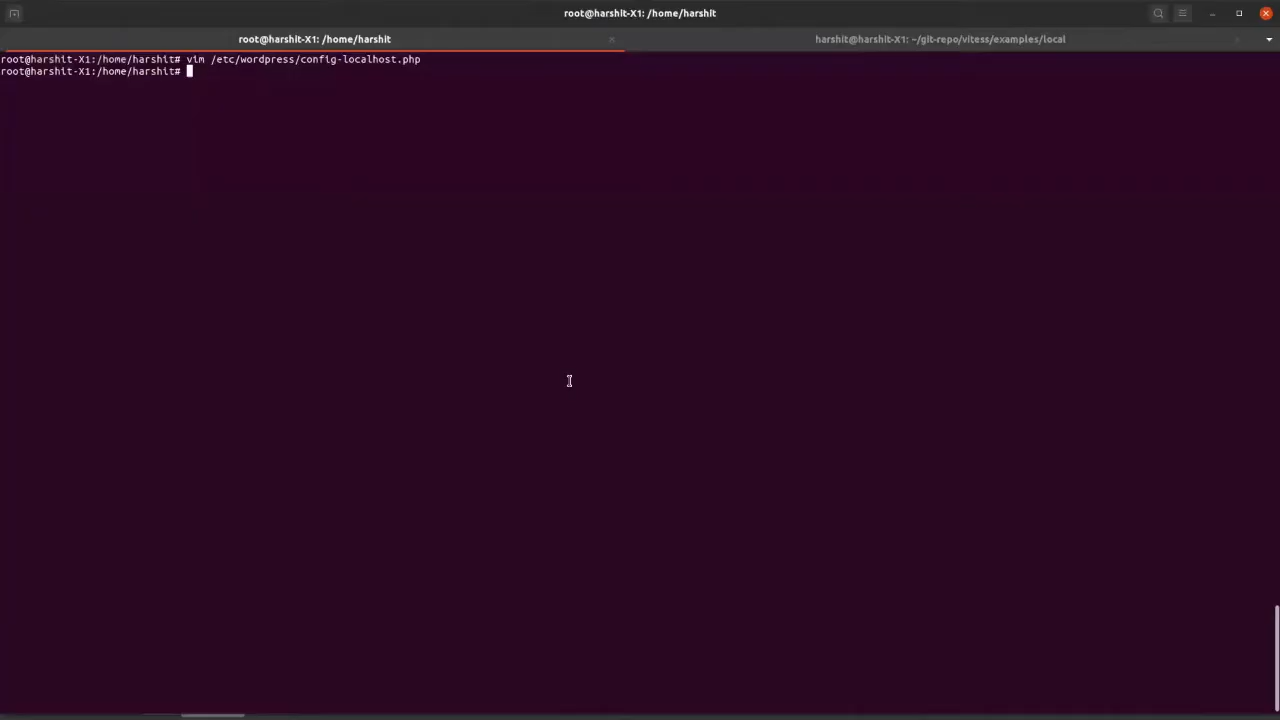 root@harshit-X1: /home/harshit
root@harshit-X1: /home/harshit
harshit@harshit-X1: ~/git-repo/vitess/examples/local
root@harshit-X1:/home/harshit# vim /etc/wordpress/config-localhost.php
root@harshit-X1:/home/harshit#